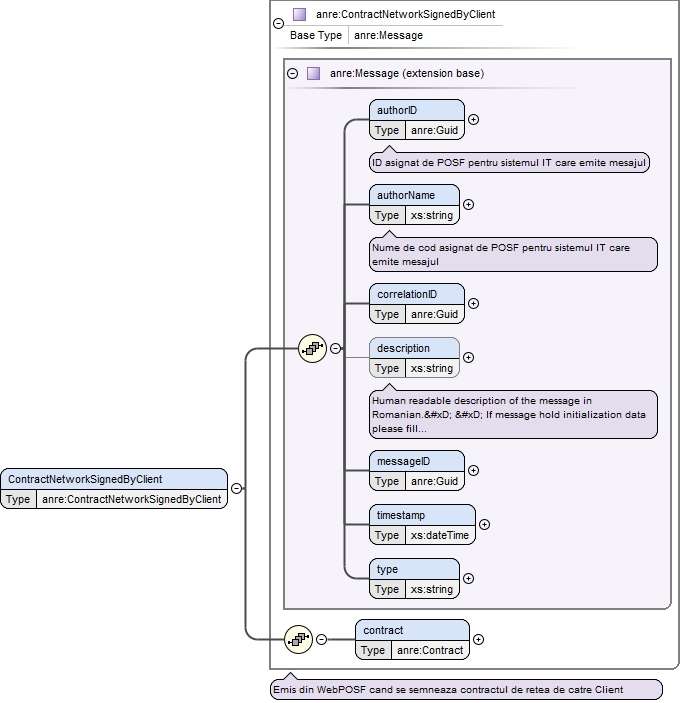 anre:ContractNetworkSignedByClient
Base Type anre:Message
anre:Message (extension base)
authorID
Type anre:Guid
ID asignat de POSF pentru sistemul IT care emite mesajul
authorName
Type xs:string
Nume de cod asignat de POSF pentru sistemul IT care
emite mesajul
correlationID
Type anre:Guid
description
Type xs:string
Human readable description of the message in
Romanian.&#xD; &#xD; If message hold initialization data
please fill...
messageID
Type anre:Guid
timestamp
Type xs:dateTime
type
Type xs:string
ContractNetworkSignedByClient
Type anre:ContractNetworkSignedByClient
contract
Type anre:Contract
Emis din WebPOSF cand se semneaza contractul de retea de catre Client